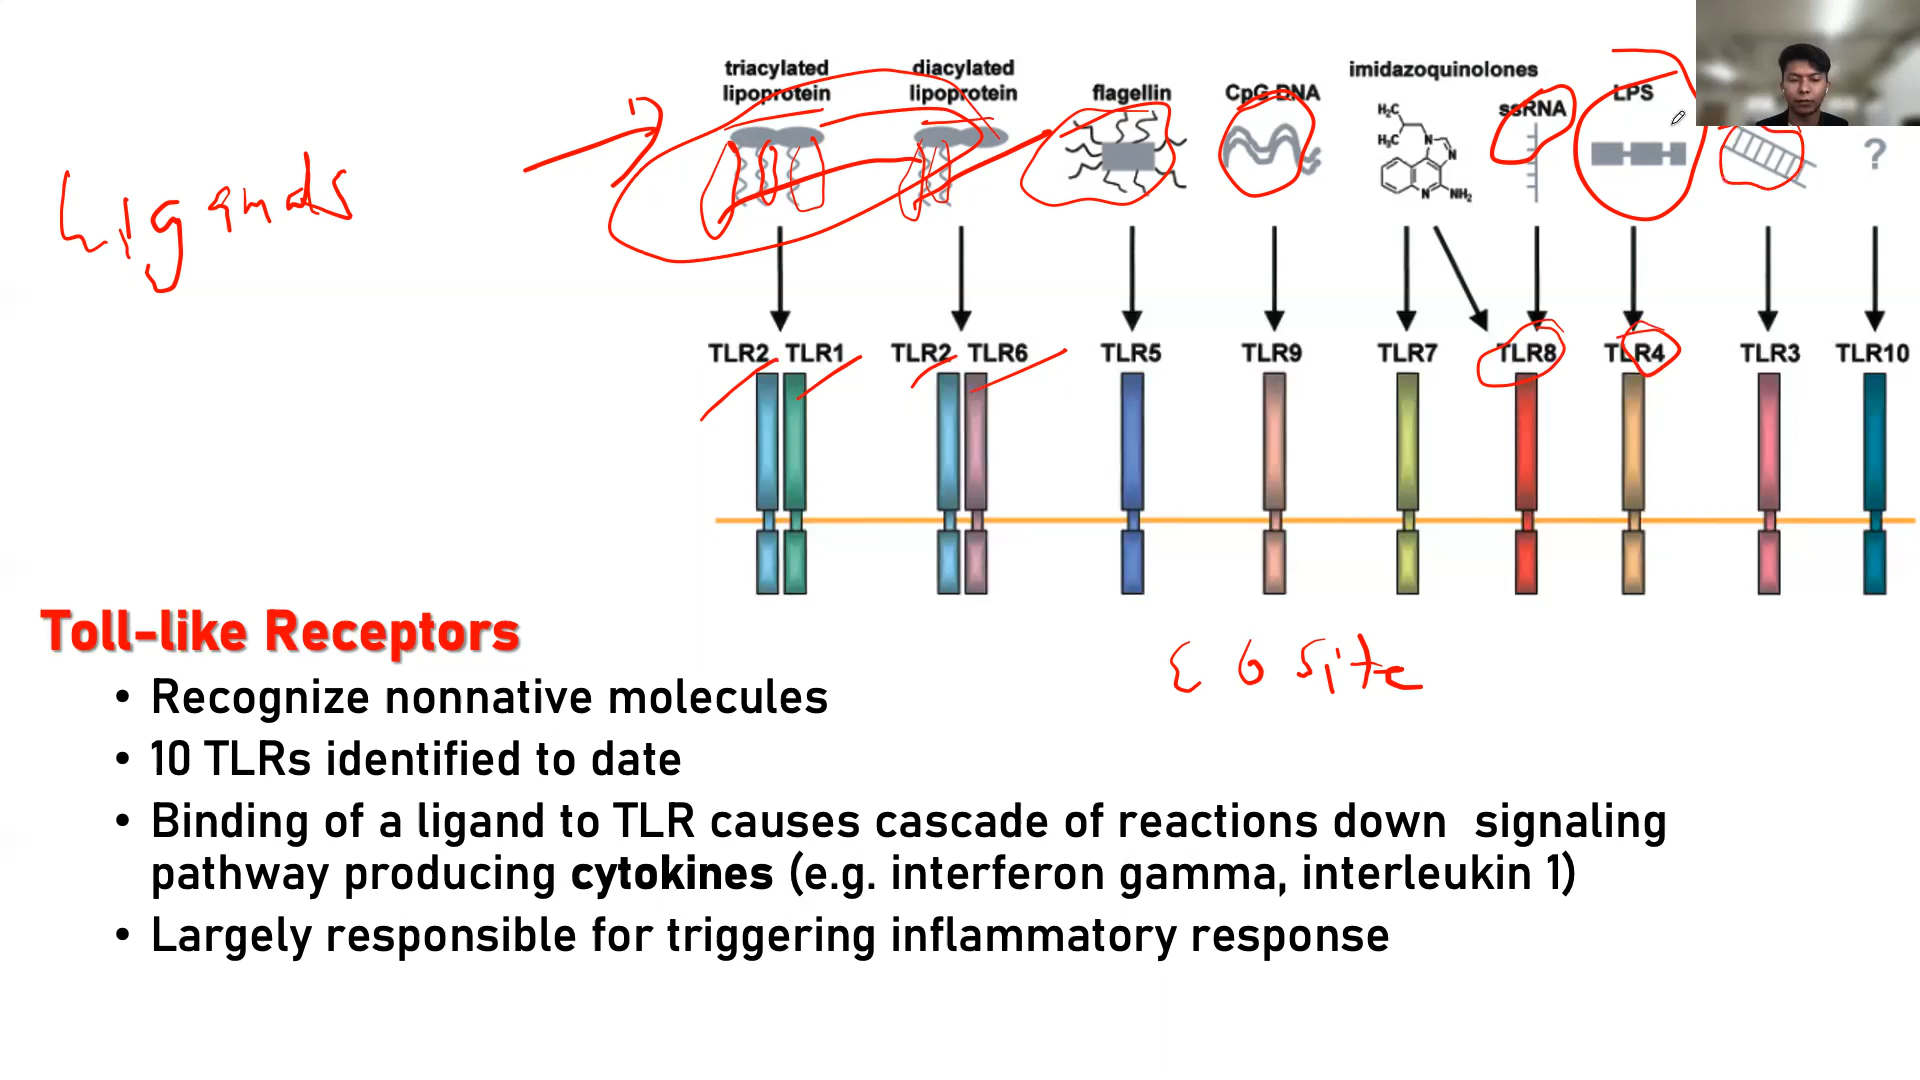 triacylated lipoprotein
diacylated lipoprotein
flagellin
CpG DNA
imidazoquinolones
ssRNA
LPS
?
H₂C
H₃C
N
N
N
NH₂
Ligands
TLR2 TLR1
TLR2 TLR6
TLR5
TLR9
TLR7
TLR8
TLR4
TLR3
TLR10
Toll-like Receptors
site
• Recognize nonnative molecules
• 10 TLRs identified to date
• Binding of a ligand to TLR causes cascade of reactions down signaling
pathway producing cytokines (e.g. interferon gamma, interleukin 1)
• Largely responsible for triggering inflammatory response